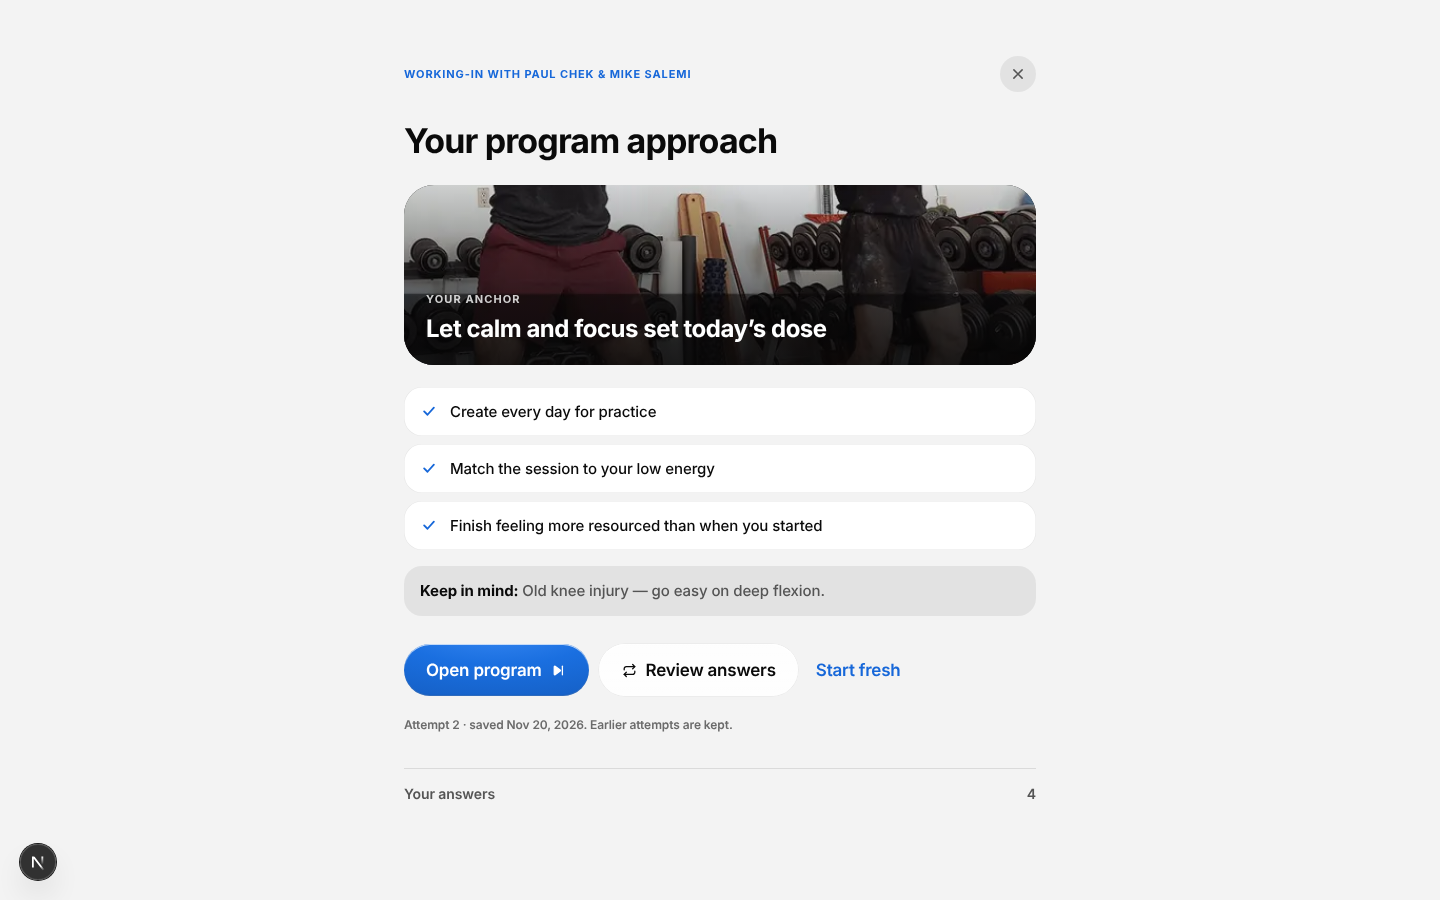 WORKING-IN WITH PAUL CHEK & MIKE SALEMI
Your program approach
YOUR ANCHOR
Let calm and focus set today’s dose
Create every day for practice
Match the session to your low energy
Finish feeling more resourced than when you started
Keep in mind: Old knee injury — go easy on deep flexion.
Open program
Review answers
Start fresh
Attempt 2 · saved Nov 20, 2026. Earlier attempts are kept.
Your answers 4
N